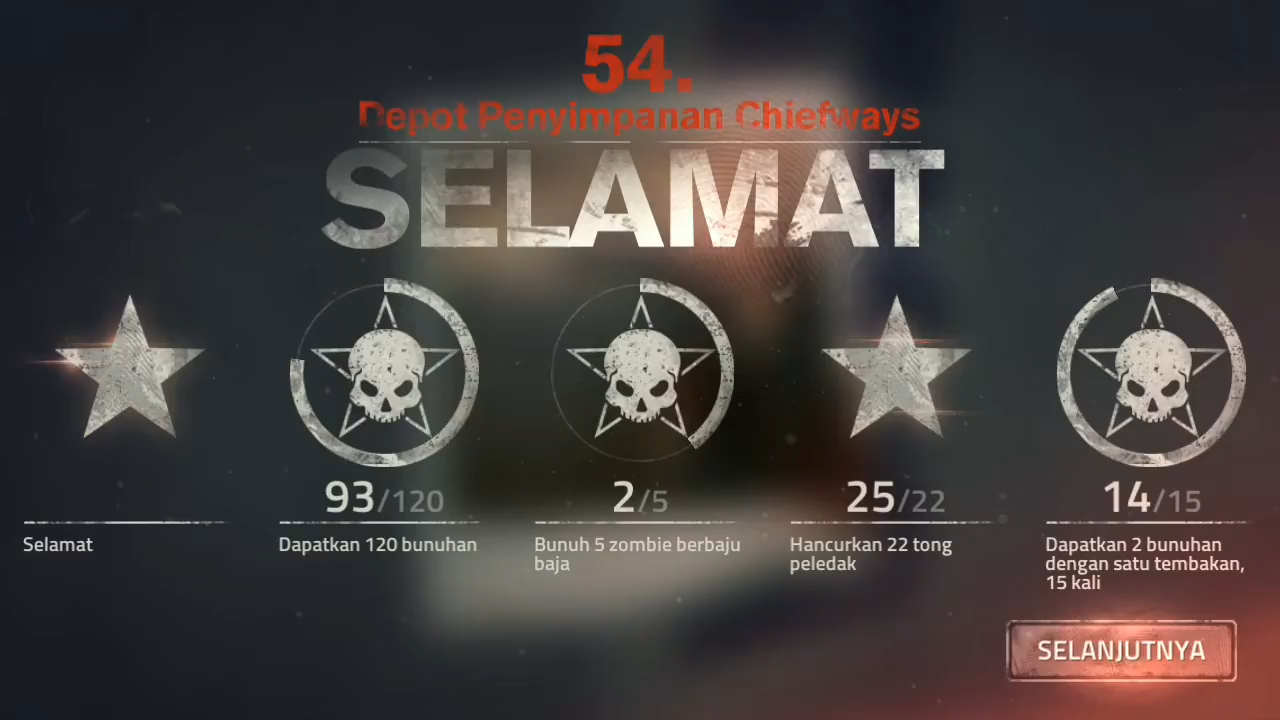 54.
Depot Penyimpanan Chiefways
SELAMAT
93/120
2/5
25/22
14/15
Selamat
Dapatkan 120 bunuhan
Bunuh 5 zombie berbaju
baja
Hancurkan 22 tong
peledak
Dapatkan 2 bunuhan
dengan satu tembakan,
15 kali
SELANJUTNYA